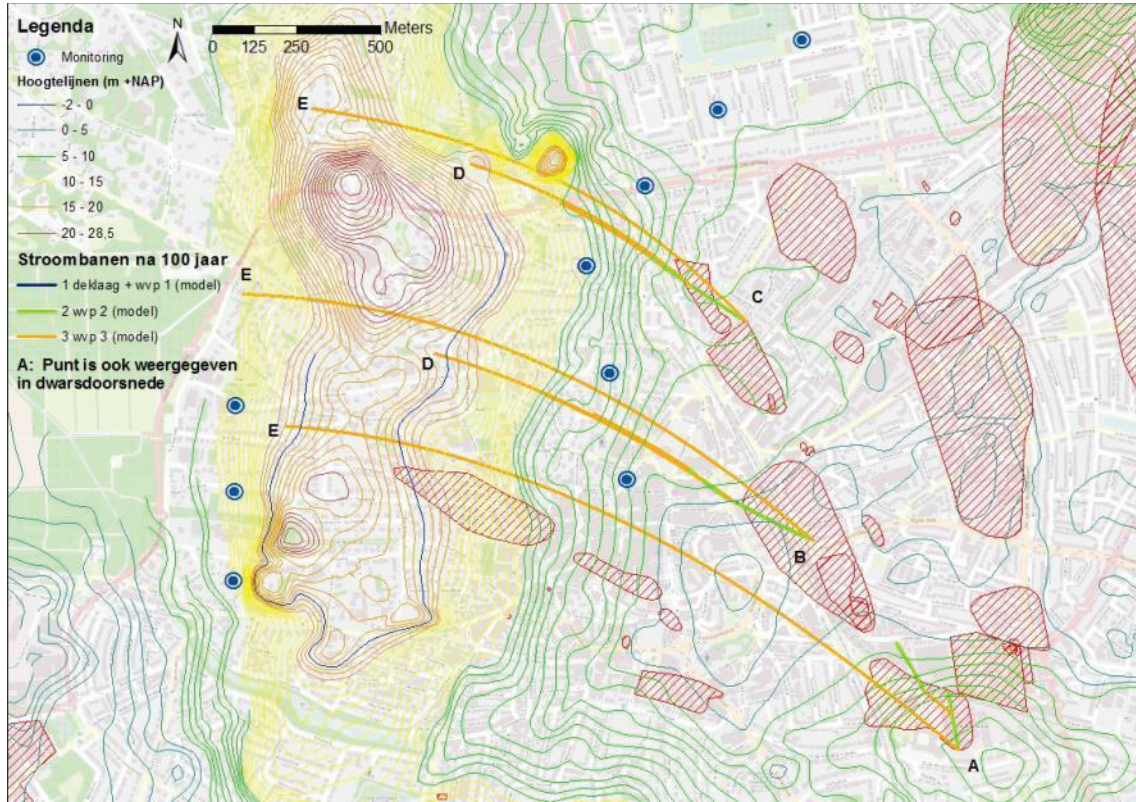 Legenda
Monitoring
Hoogtelijnen (m +NAP)
-2 - 0
0 - 5
5 - 10
10 - 15
15 - 20
20 - 28,5
Stroombanen na 100 jaar
1 deklaag + wvp 1 (model)
2 wvp 2 (model)
3 wvp 3 (model)
A: Punt is ook weergegeven
in dwarsdoorsnede
N
Meters
0 125 250 500
E
D
E
C
D
E
B
A